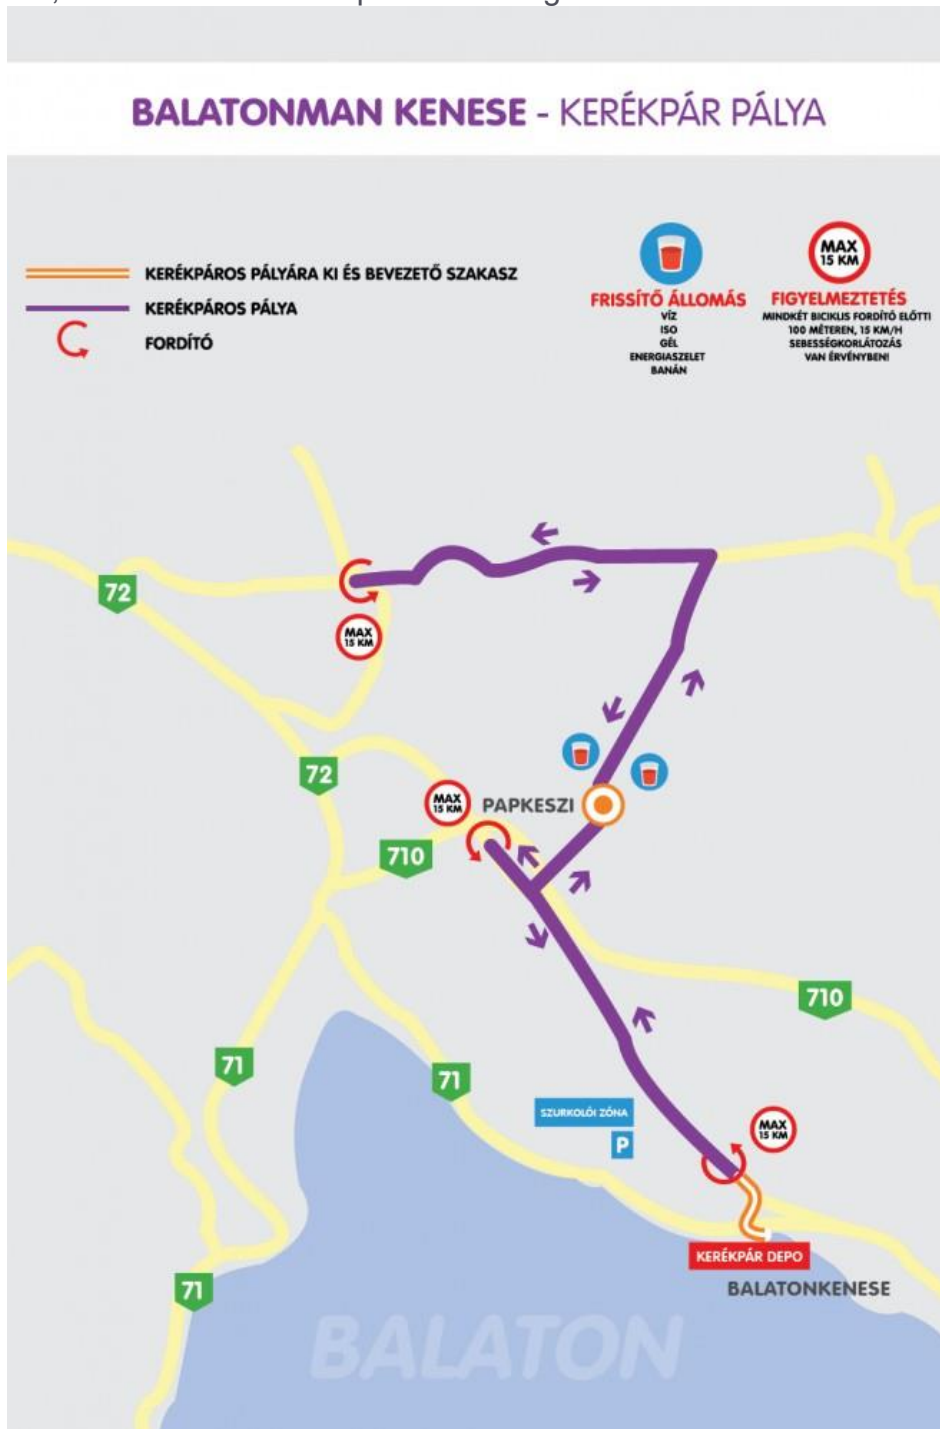 BALATONMAN KENESE - KERÉKPÁR PÁLYA
KERÉKPÁROS PÁLYÁRA KI ÉS BEVEZETŐ SZAKASZ
KERÉKPÁROS PÁLYA
FORDÍTÓ
FRISSÍTŐ ÁLLOMÁS
VÍZ
ISO
GÉL
ENERGIASZELET
BANÁN
MAX
15 KM
FIGYELMEZTETÉS
MINDKÉT BICIKLIS FORDÍTÓ ELŐTTI
100 MÉTEREN, 15 KM/H
SEBESSÉGKORLÁTOZÁS
VAN ÉRVÉNYBEN!
72
MAX
15 KM
72
MAX
15 KM
PAPKESZI
710
710
71
71
SZURKOLÓI ZÓNA
P
MAX
15 KM
KERÉKPÁR DEPO
BALATONKENESE
71
BALATON